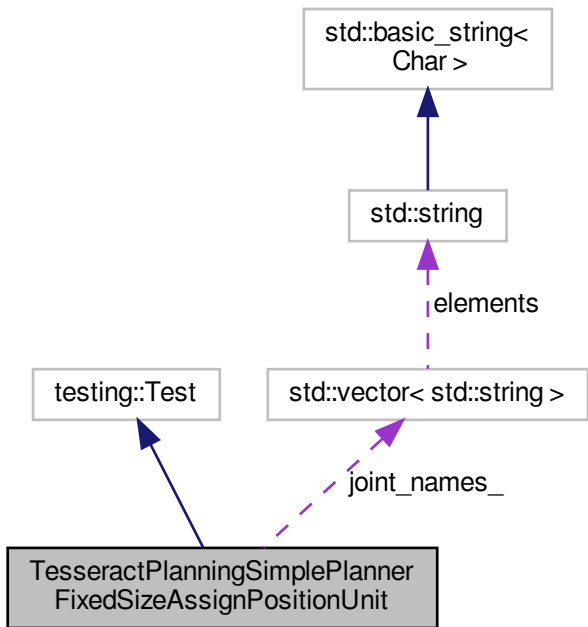 std::basic_string<
Char >
std::string
elements
testing::Test
std::vector< std::string >
joint_names_
TesseractPlanningSimplePlanner
FixedSizeAssignPositionUnit